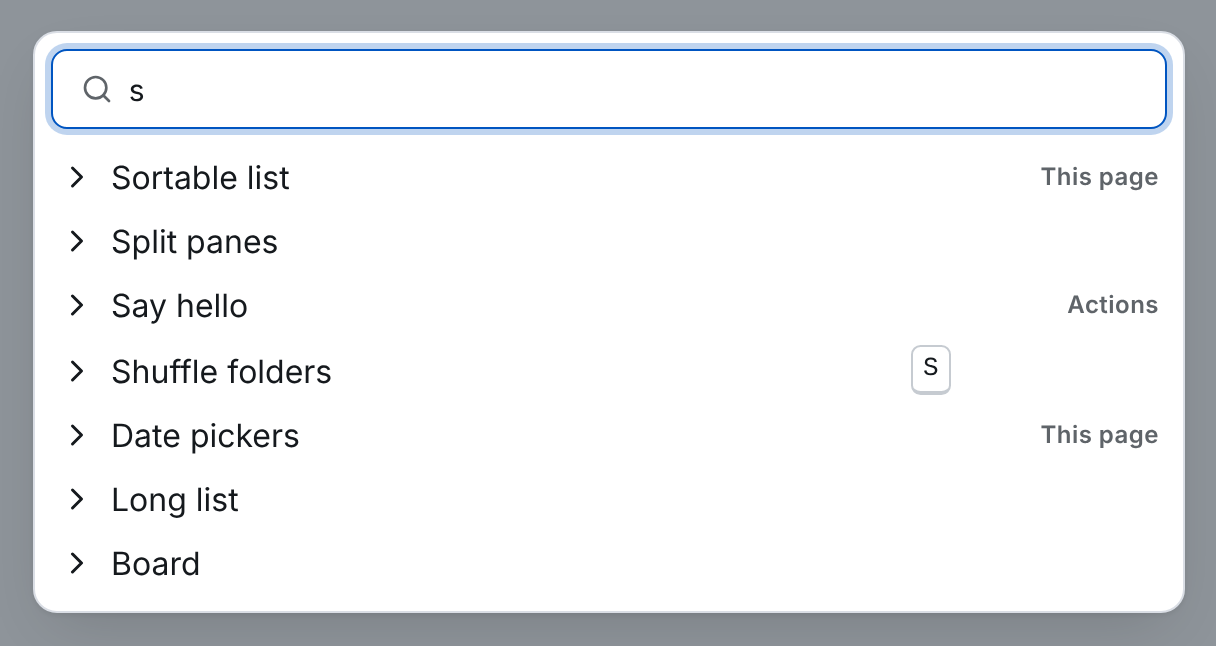 s
Sortable list This page
Split panes
Say hello Actions
Shuffle folders S
Date pickers This page
Long list
Board